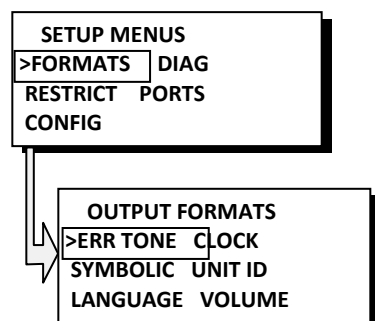 SETUP MENUS
>FORMATS DIAG
RESTRICT PORTS
CONFIG
OUTPUT FORMATS
>ERR TONE CLOCK
SYMBOLIC UNIT ID
LANGUAGE VOLUME